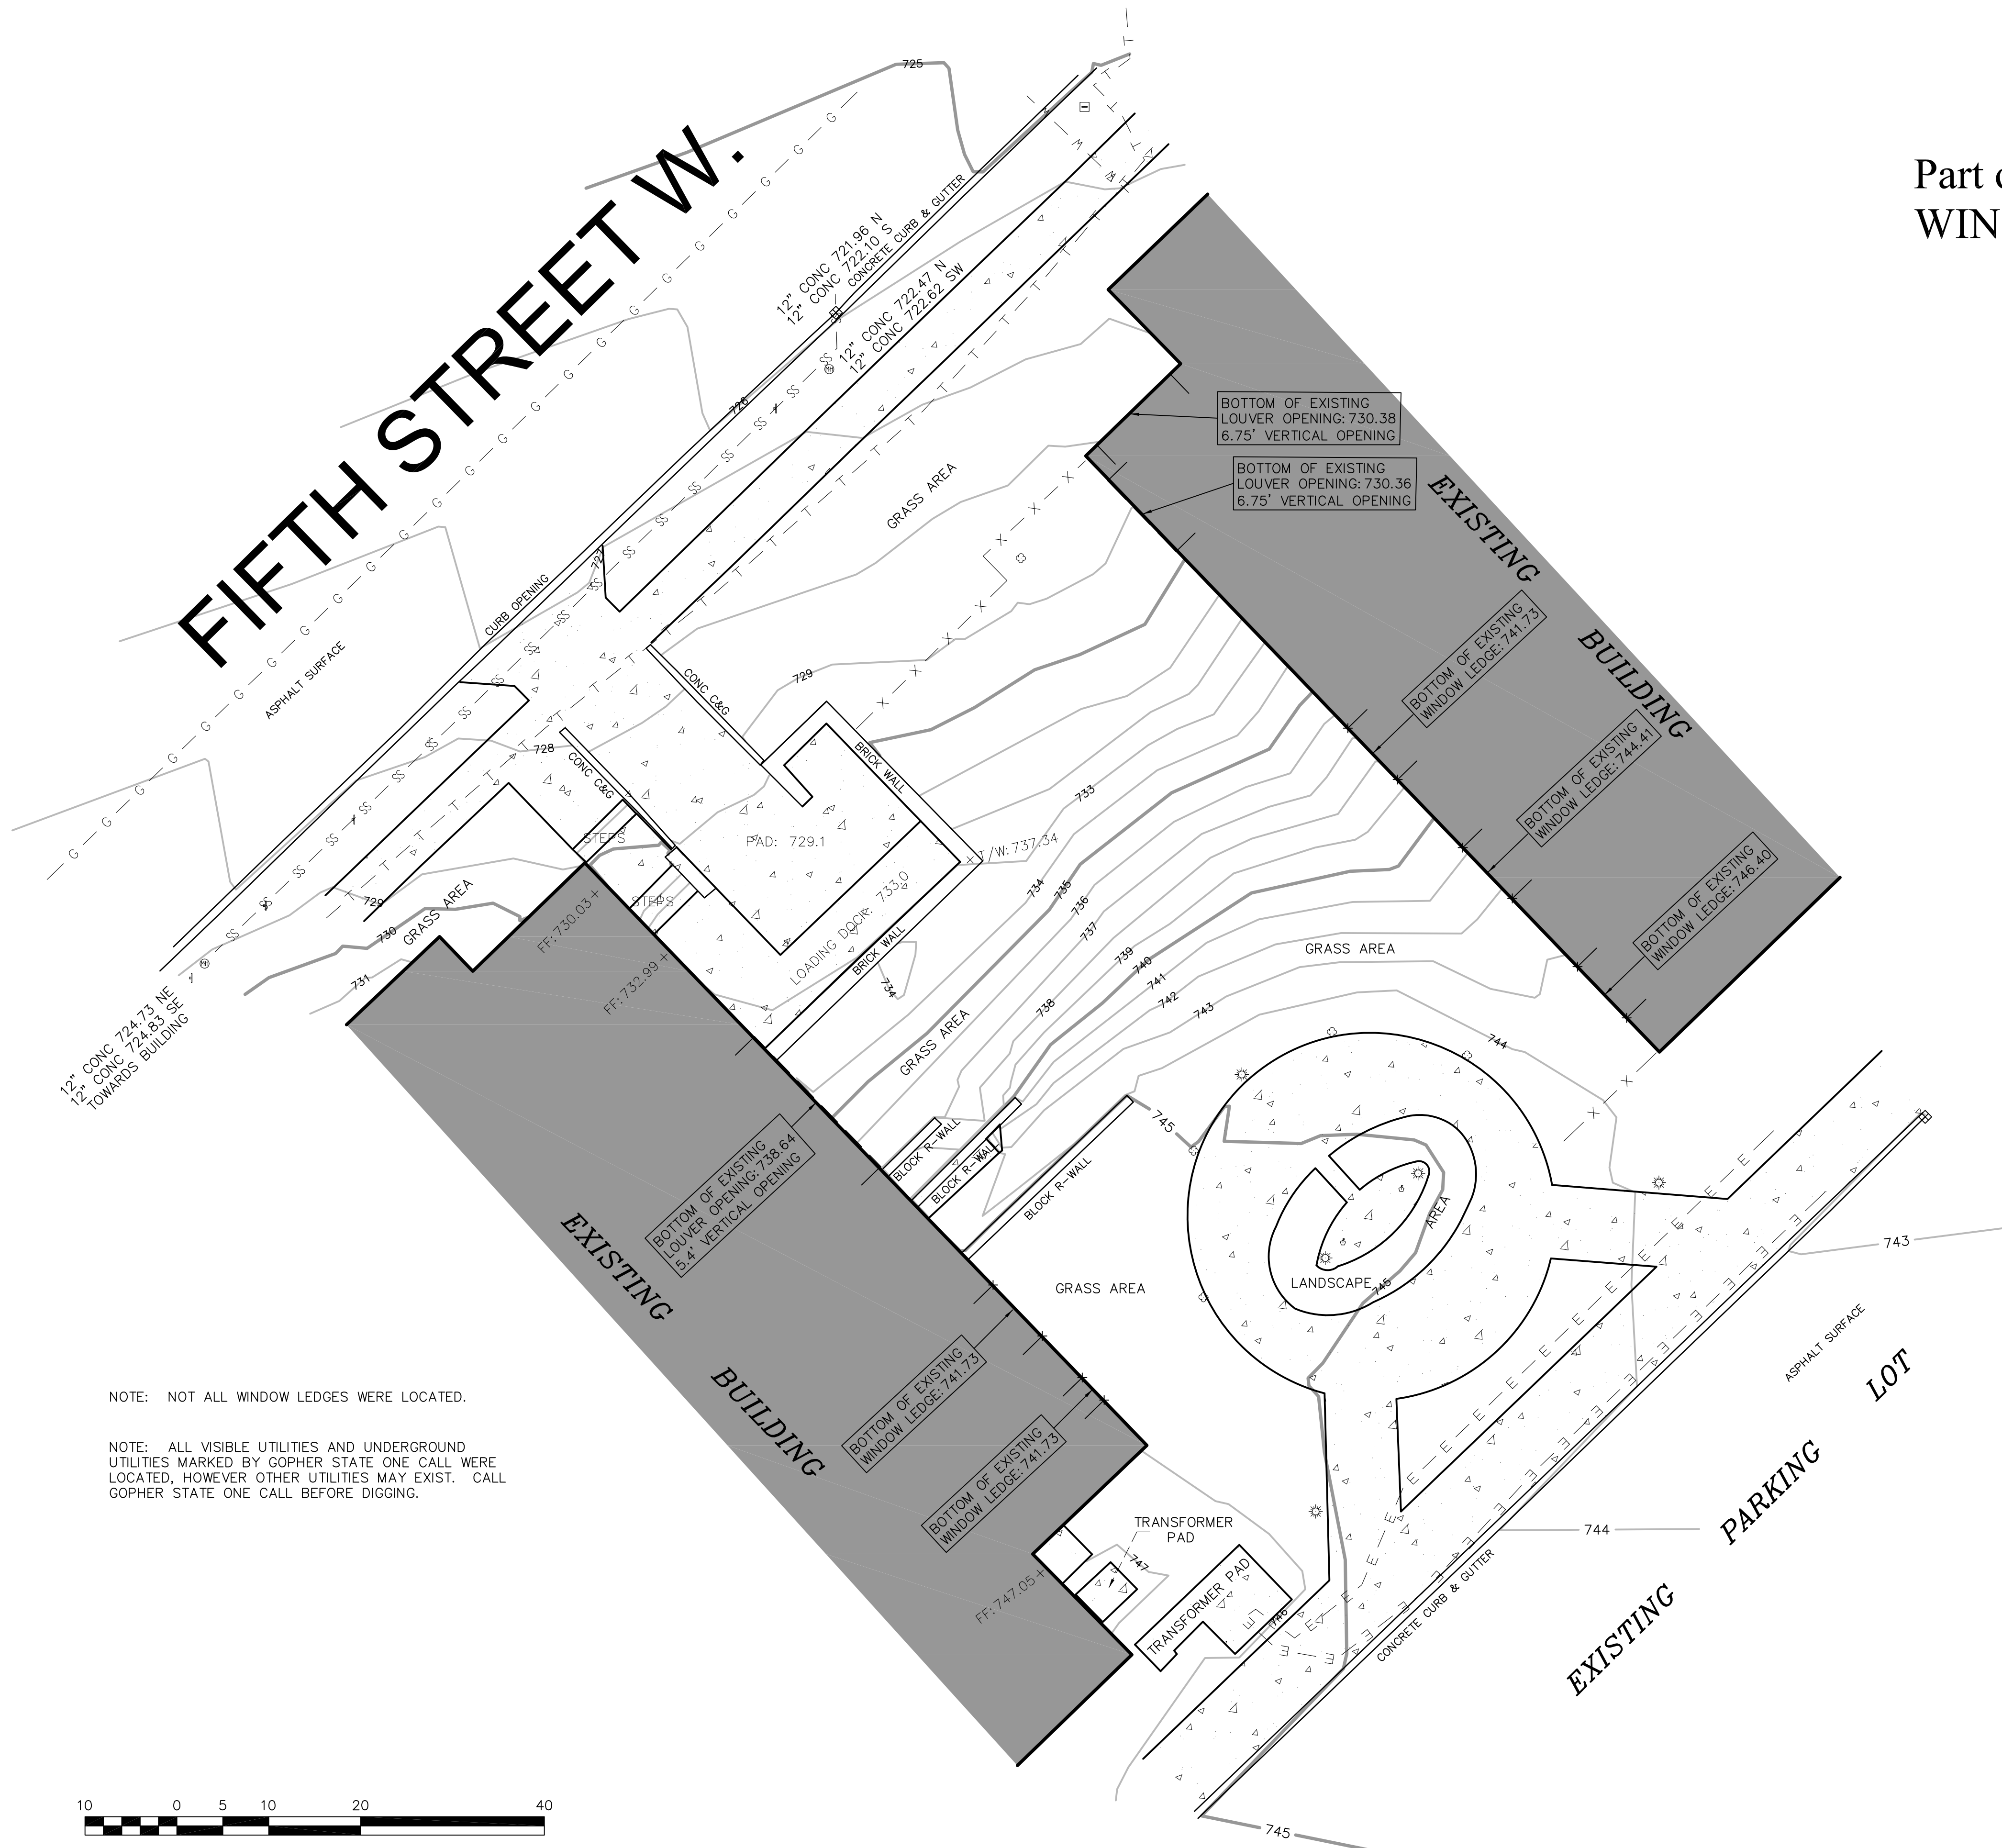 725
FIFTH STREET W.
Part
WIN
12" CONC 721.96 N
12" CONC 722.10 S
CONCRETE CURB & GUTTER
12" CONC 722.47 N
12" CONC 722.62 SW
BOTTOM OF EXISTING
LOUVER OPENING: 730.38
6.75' VERTICAL OPENING
BOTTOM OF EXISTING
LOUVER OPENING: 730.36
6.75' VERTICAL OPENING
726
727
GRASS AREA
EXISTING
BUILDING
CURB OPENING
ASPHALT SURFACE
CONC C&G
729
728
CONC C&G
BRICK WALL
BOTTOM OF EXISTING
WINDOW LEDGE: 741.73
BOTTOM OF EXISTING
WINDOW LEDGE: 744.41
BOTTOM OF EXISTING
WINDOW LEDGE: 746.40
STEPS
PAD: 729.1
733
T/W: 737.34
STEPS
LOADING DOCK: 733.0
BRICK WALL
729
730
731
GRASS AREA
FF: 730.03
FF: 732.99
734
734
735
736
737
738
739
740
741
742
743
744
GRASS AREA
GRASS AREA
12" CONC 724.73 NE
12" CONC 724.83 SE
TOWARDS BUILDING
BLOCK R-WALL
BLOCK R-WALL
BLOCK R-WALL
745
BOTTOM OF EXISTING
LOUVER OPENING: 738.64
5.4' VERTICAL OPENING
EXISTING
BUILDING
GRASS AREA
LANDSCAPE
AREA
745
743
ASPHALT SURFACE
EXISTING
PARKING
LOT
BOTTOM OF EXISTING
WINDOW LEDGE: 741.73
BOTTOM OF EXISTING
WINDOW LEDGE: 741.73
NOTE: NOT ALL WINDOW LEDGES WERE LOCATED.
NOTE: ALL VISIBLE UTILITIES AND UNDERGROUND
UTILITIES MARKED BY GOPHER STATE ONE CALL WERE
LOCATED, HOWEVER OTHER UTILITIES MAY EXIST. CALL
GOPHER STATE ONE CALL BEFORE DIGGING.
TRANSFORMER
PAD
747
FF: 747.05
TRANSFORMER PAD
746
744
CONCRETE CURB & GUTTER
745
10 0 5 10 20 40